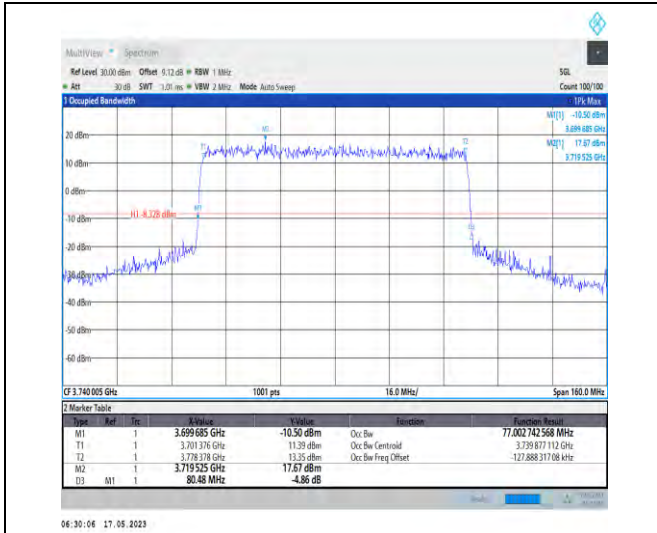 MultiView Spectrum
Ref Level 30.00 dBm Offset 9.12 dB RBW 1 MHz SGL
Att 30 dB SWT 1.01 ms VBW 2 MHz Mode Auto Sweep Count 100/100
1 Occupied Bandwidth 1Pk Max
M1[1] -10.50 dBm
3.699 685 GHz
M2[1] 17.67 dBm
3.719 525 GHz
20 dBm
M2
T1
T2
10 dBm
0 dBm
M1
H1 -8.328 dBm
-10 dBm
D3
-20 dBm
-30 dBm
-40 dBm
-50 dBm
-60 dBm
CF 3.740 005 GHz 1001 pts 16.0 MHz/ Span 160.0 MHz
2 Marker Table
Type Ref Trc X-Value Y-Value Function Function Result
M1 1 3.699 685 GHz -10.50 dBm Occ Bw 77.002 742 568 MHz
T1 1 3.701 376 GHz 11.39 dBm Occ Bw Centroid 3.739 877 112 GHz
T2 1 3.778 378 GHz 13.35 dBm Occ Bw Freq Offset -127.888 317 08 kHz
M2 1 3.719 525 GHz 17.67 dBm
D3 M1 1 80.48 MHz -4.86 dB
06:30:06 17.05.2023